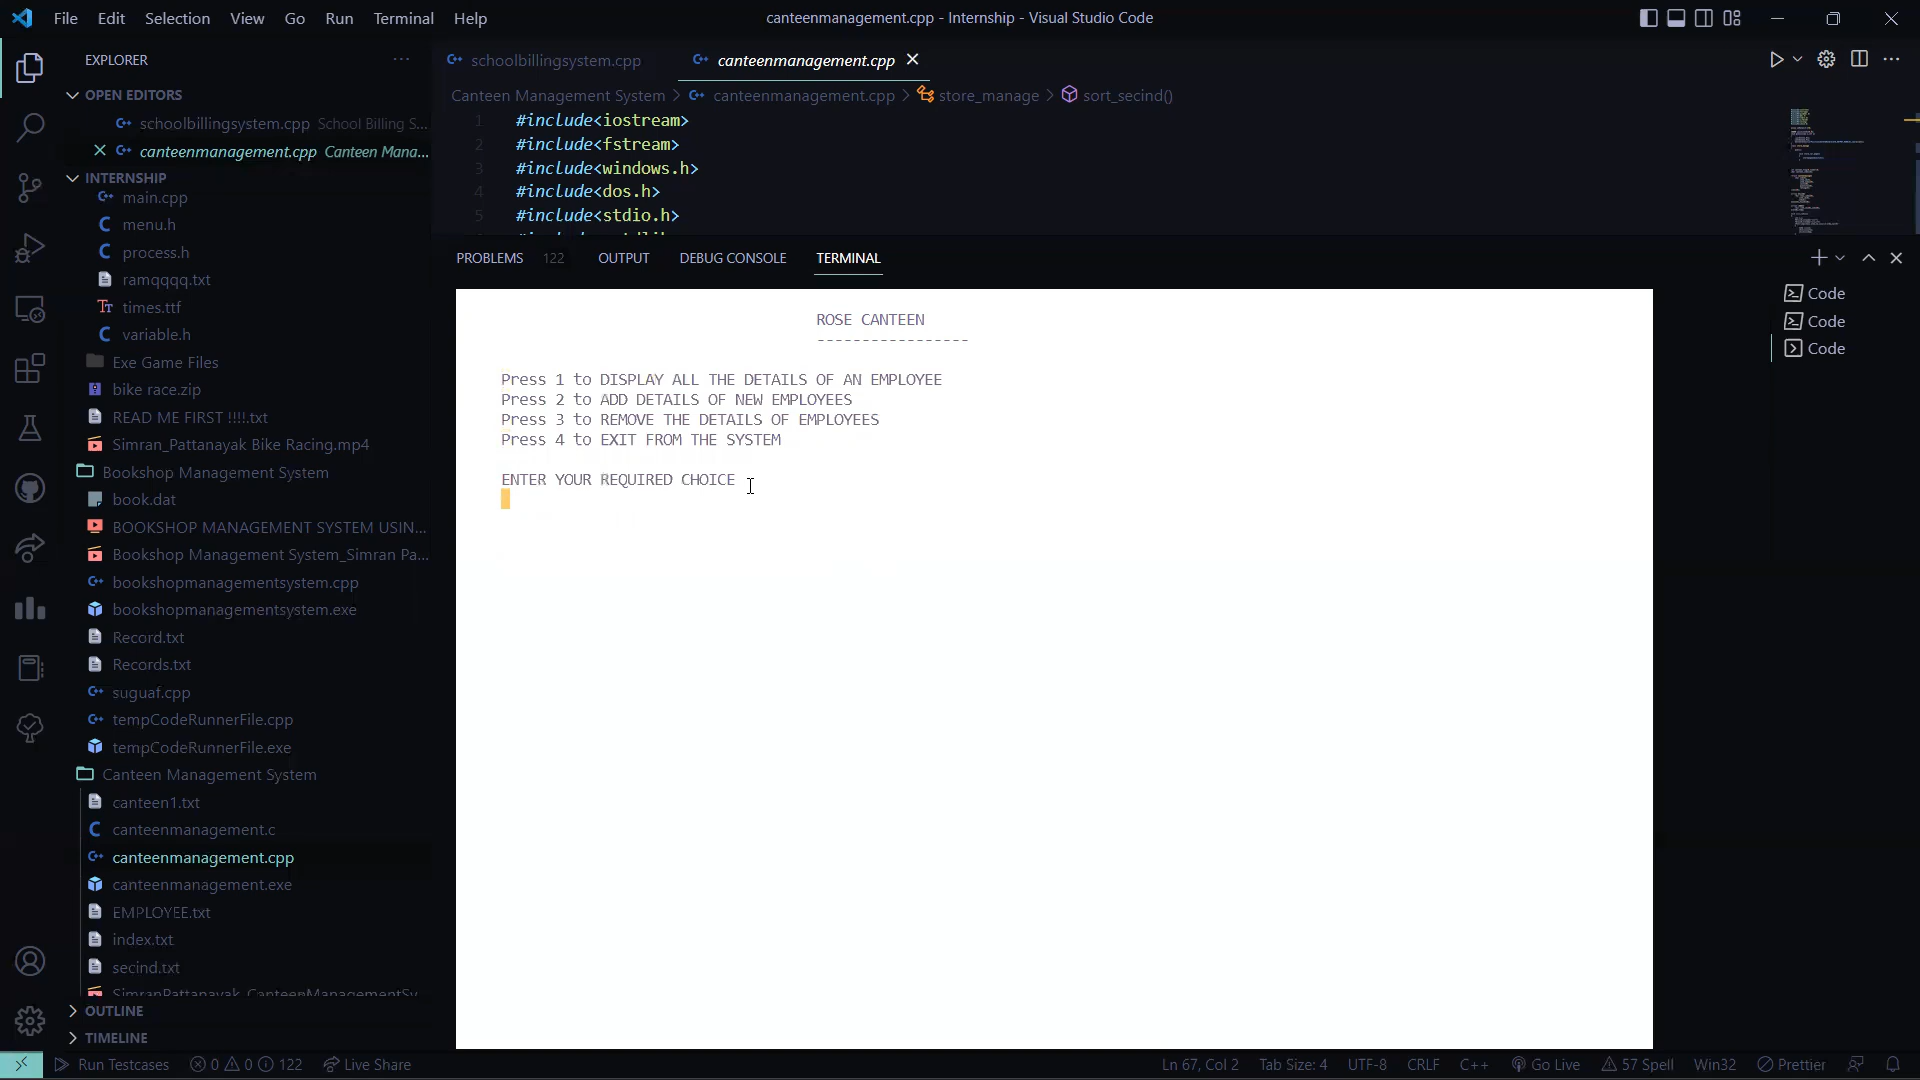 File Edit Selection View Go Run Terminal Help
canteenmanagement.cpp - Internship - Visual Studio Code
EXPLORER
OPEN EDITORS
schoolbillingsystem.cpp School Billing S...
canteenmanagement.cpp Canteen Mana...
INTERNSHIP
main.cpp
menu.h
process.h
ramqqqq.txt
times.ttf
variable.h
Exe Game Files
bike race.zip
READ ME FIRST !!!!.txt
Simran_Pattanayak Bike Racing.mp4
Bookshop Management System
book.dat
BOOKSHOP MANAGEMENT SYSTEM USIN...
Bookshop Management System_Simran Pa...
bookshopmanagementsystem.cpp
bookshopmanagementsystem.exe
Record.txt
Records.txt
suguaf.cpp
tempCodeRunnerFile.cpp
tempCodeRunnerFile.exe
Canteen Management System
canteen1.txt
canteenmanagement.c
canteenmanagement.cpp
canteenmanagement.exe
EMPLOYEE.txt
index.txt
secind.txt
SimranPattanayak_CanteenManagementSy...
OUTLINE
TIMELINE
schoolbillingsystem.cpp
canteenmanagement.cpp
Canteen Management System > canteenmanagement.cpp > store_manage > sort_secind()
1 #include<iostream>
2 #include<fstream>
3 #include<windows.h>
4 #include<dos.h>
5 #include<stdio.h>
PROBLEMS 122 OUTPUT DEBUG CONSOLE TERMINAL
ROSE CANTEEN
-----------------
Press 1 to DISPLAY ALL THE DETAILS OF AN EMPLOYEE
Press 2 to ADD DETAILS OF NEW EMPLOYEES
Press 3 to REMOVE THE DETAILS OF EMPLOYEES
Press 4 to EXIT FROM THE SYSTEM
ENTER YOUR REQUIRED CHOICE
Code
Code
Code
Run Testcases 0 0 122 Live Share
Ln 67, Col 2 Tab Size: 4 UTF-8 CRLF C++ Go Live 57 Spell Win32 Prettier